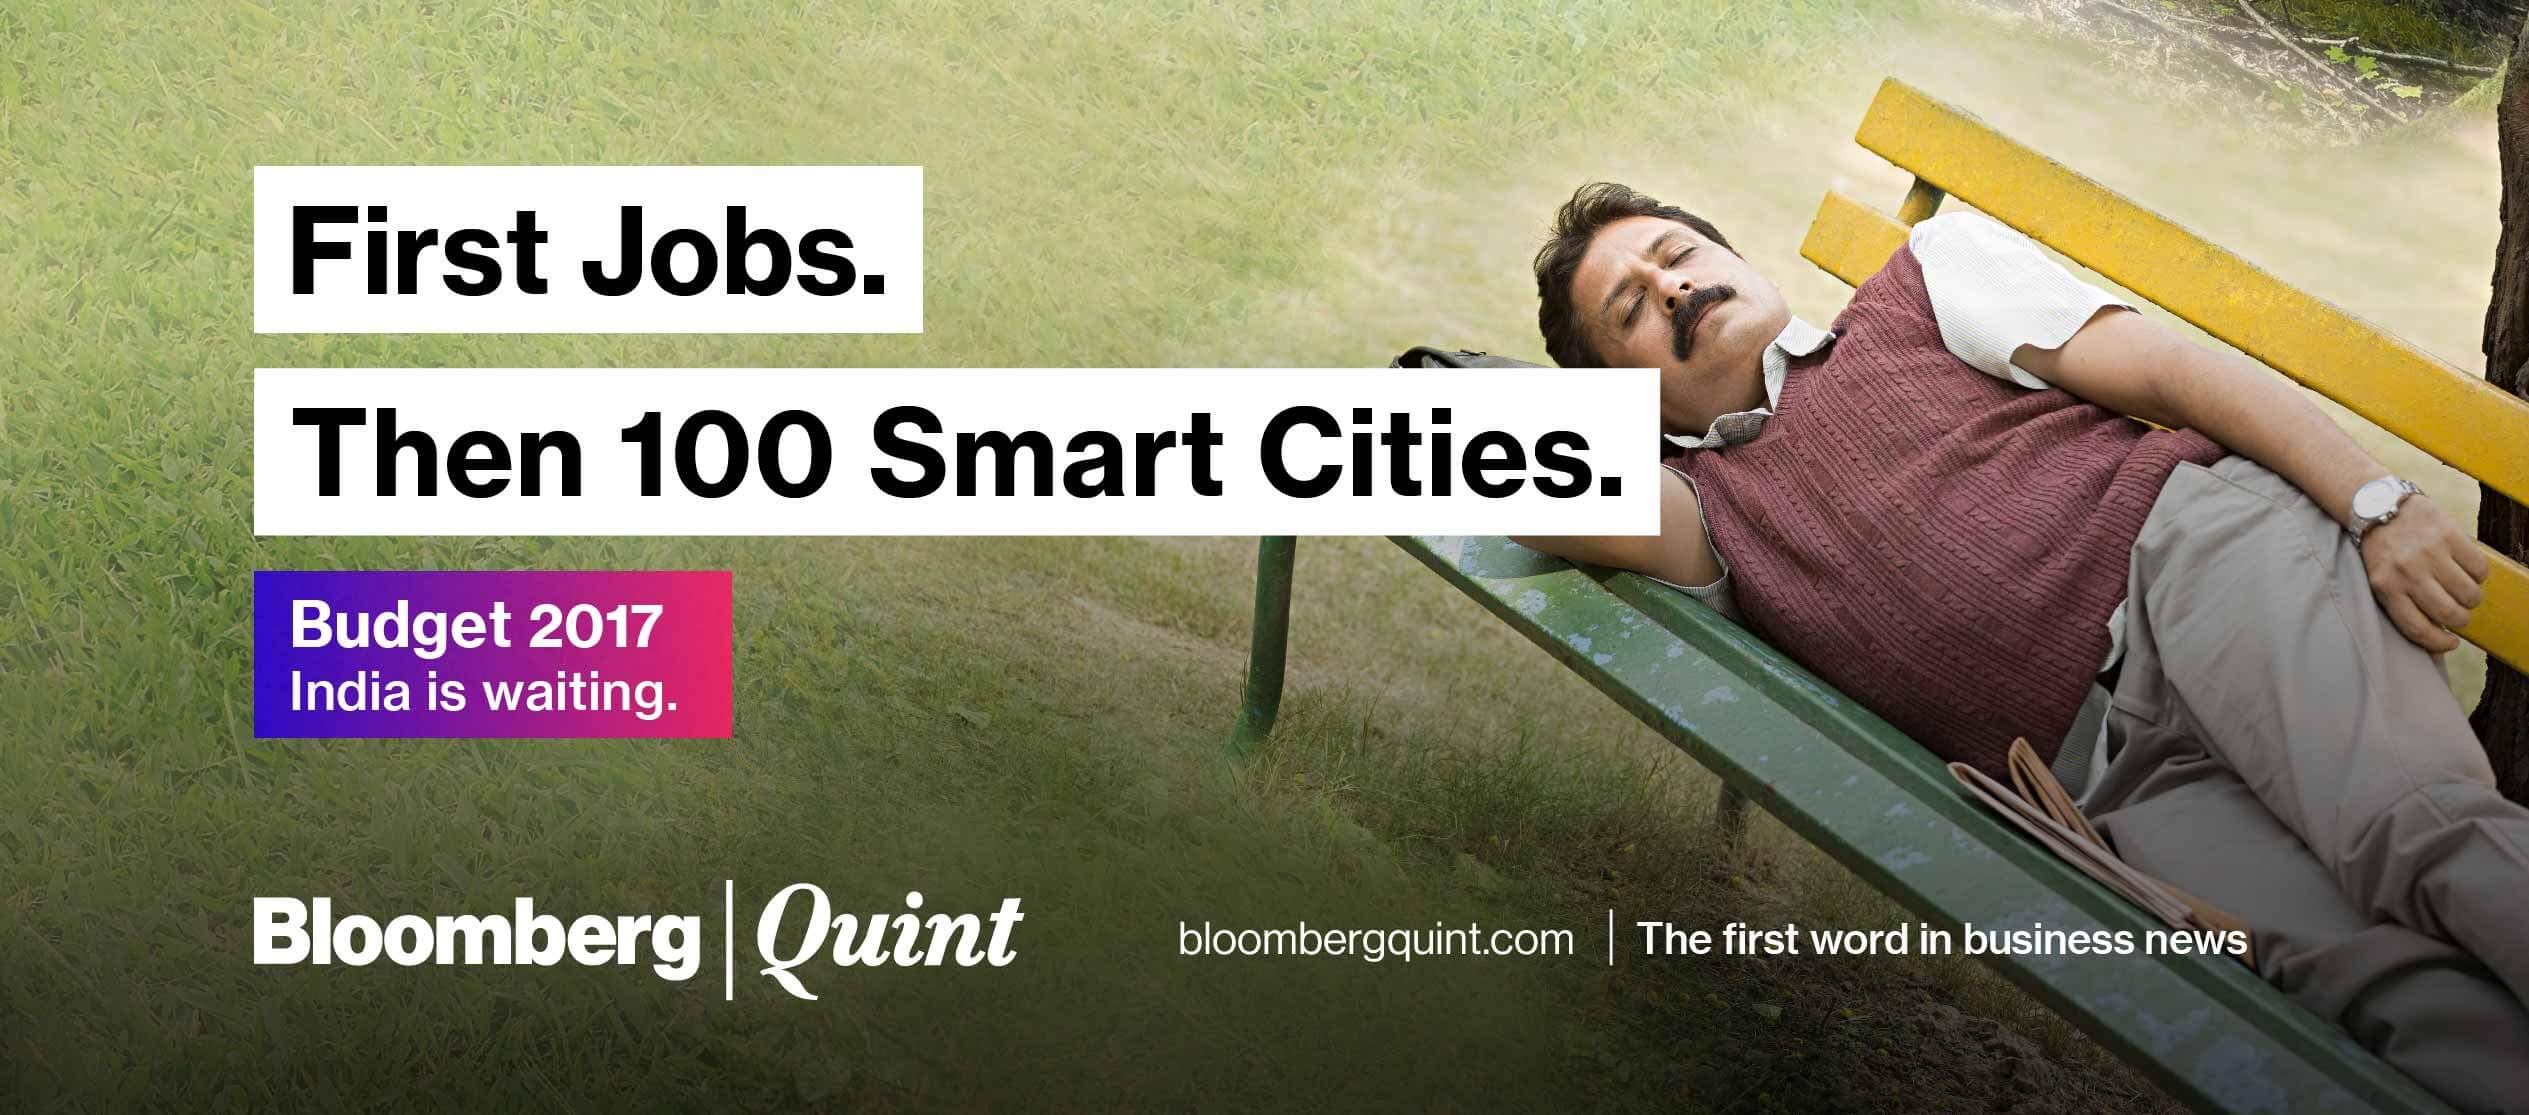 First Jobs.
Then 100 Smart Cities.
Budget 2017
India is waiting.
Bloomberg | Quint
bloombergquint.com | The first word in business news